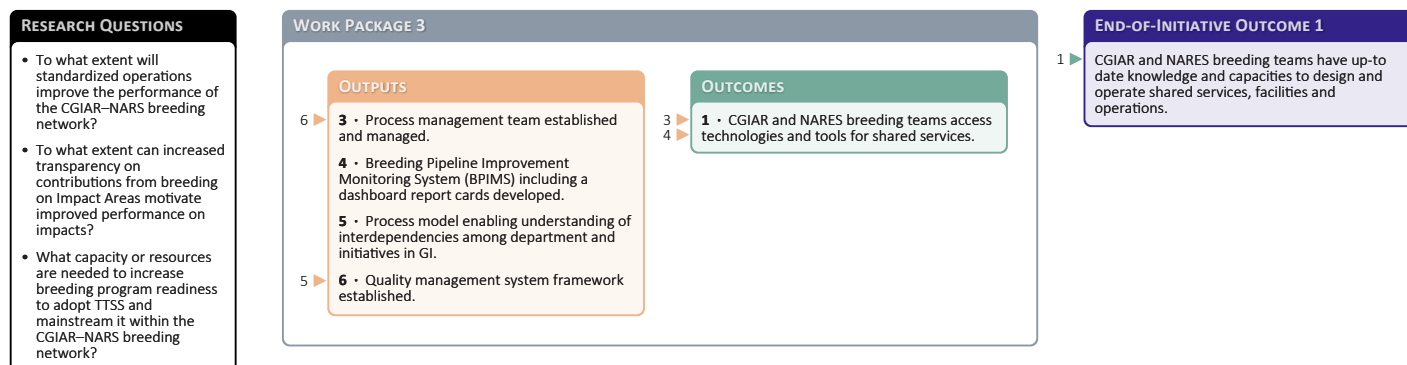 RESEARCH QUESTIONS
• To what extent will
standardized operations
improve the performance of
the CGIAR–NARS breeding
network?
• To what extent can increased
transparency on
contributions from breeding
on Impact Areas motivate
improved performance on
impacts?
• What capacity or resources
are needed to increase
breeding program readiness
to adopt TTSS and
mainstream it within the
CGIAR–NARS breeding
network?
WORK PACKAGE 3
OUTPUTS
6
3 · Process management team established
and managed.
4 · Breeding Pipeline Improvement
Monitoring System (BPIMS) including a
dashboard report cards developed.
5 · Process model enabling understanding of
interdependencies among department and
initiatives in GI.
5
6 · Quality management system framework
established.
OUTCOMES
3
4
1 · CGIAR and NARES breeding teams access
technologies and tools for shared services.
END-OF-INITIATIVE OUTCOME 1
1
CGIAR and NARES breeding teams have up-to
date knowledge and capacities to design and
operate shared services, facilities and
operations.